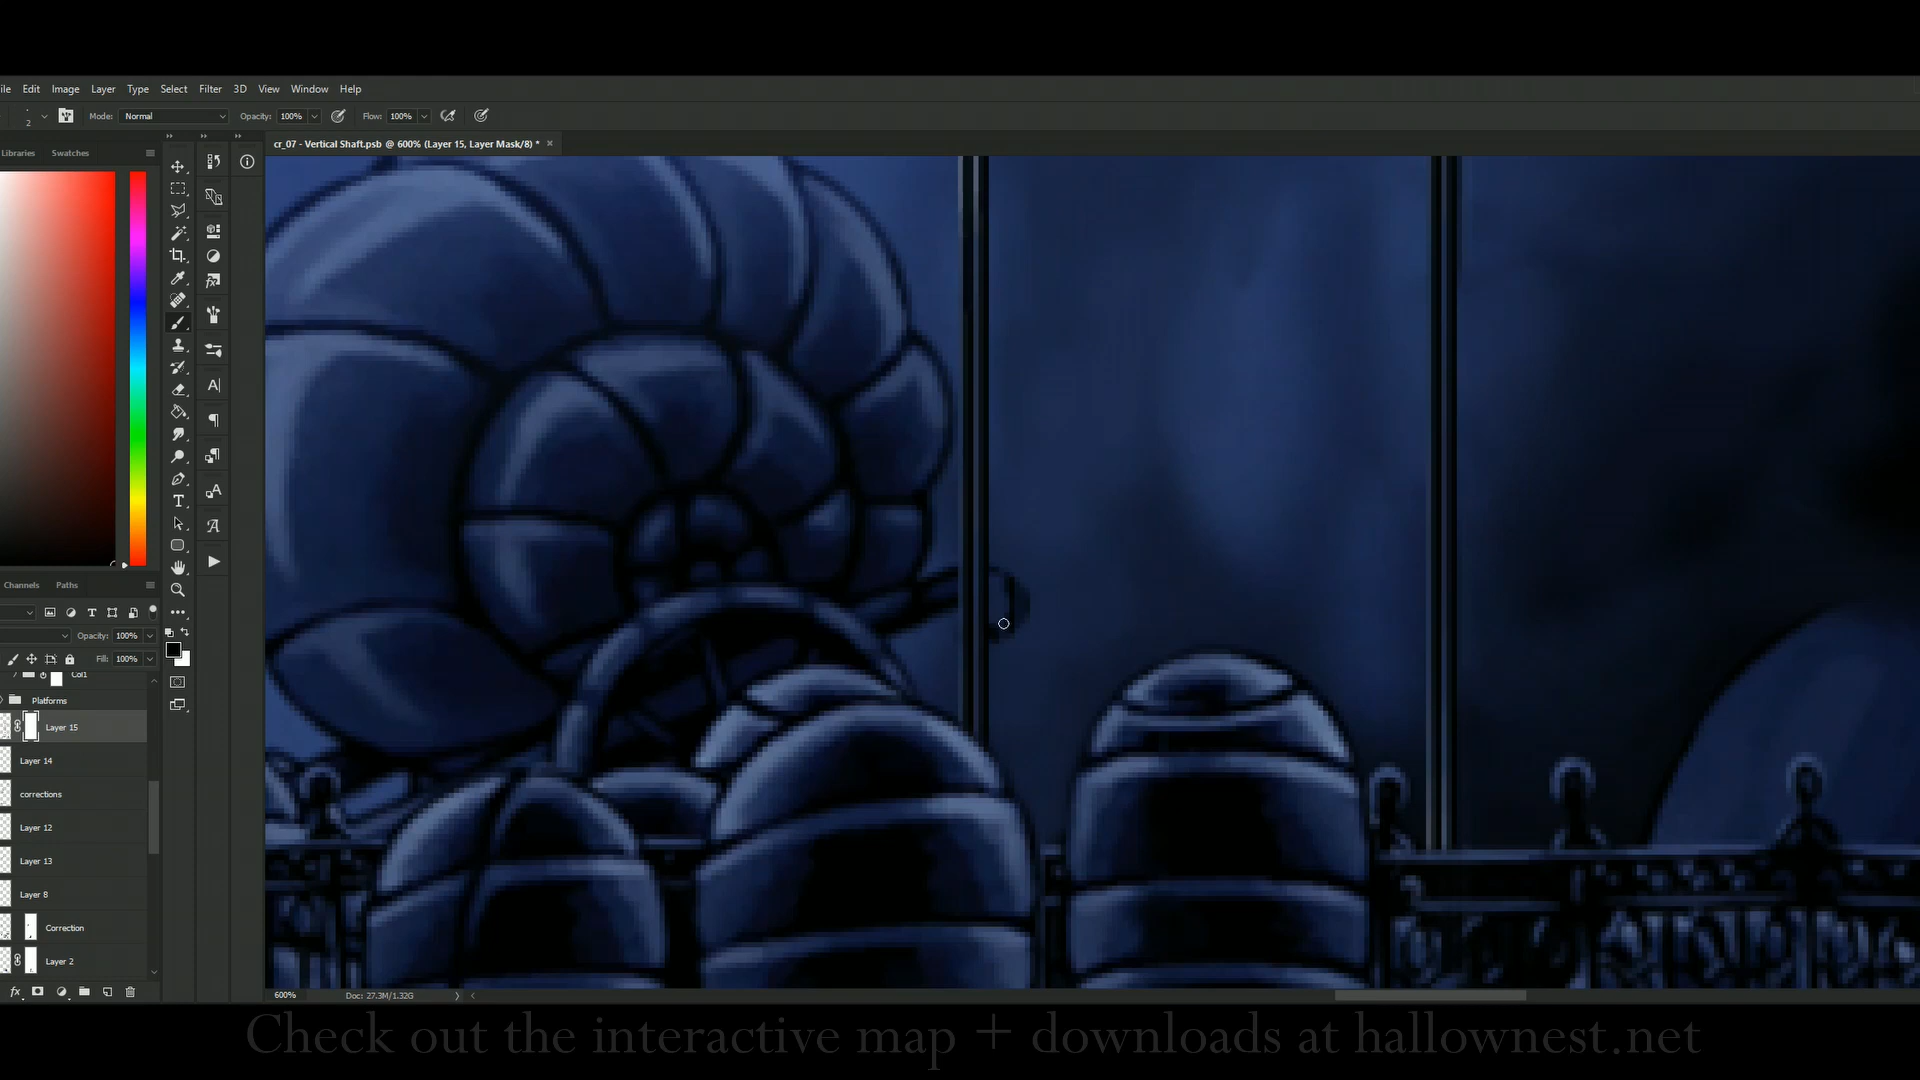 ile Edit Image Layer Type Select Filter 3D View Window Help
2 Mode: Normal Opacity: 100% Flow: 100%
Libraries Swatches
cr_07 - Vertical Shaft.psb @ 600% (Layer 15, Layer Mask/8) *
Channels Paths
Opacity: 100%
Fill: 100%
Col1
Platforms
Layer 15
Layer 14
corrections
Layer 12
Layer 13
Layer 8
Correction
Layer 2
600% Doc: 27.3M/1.32G
Check out the interactive map + downloads at hallownest.net